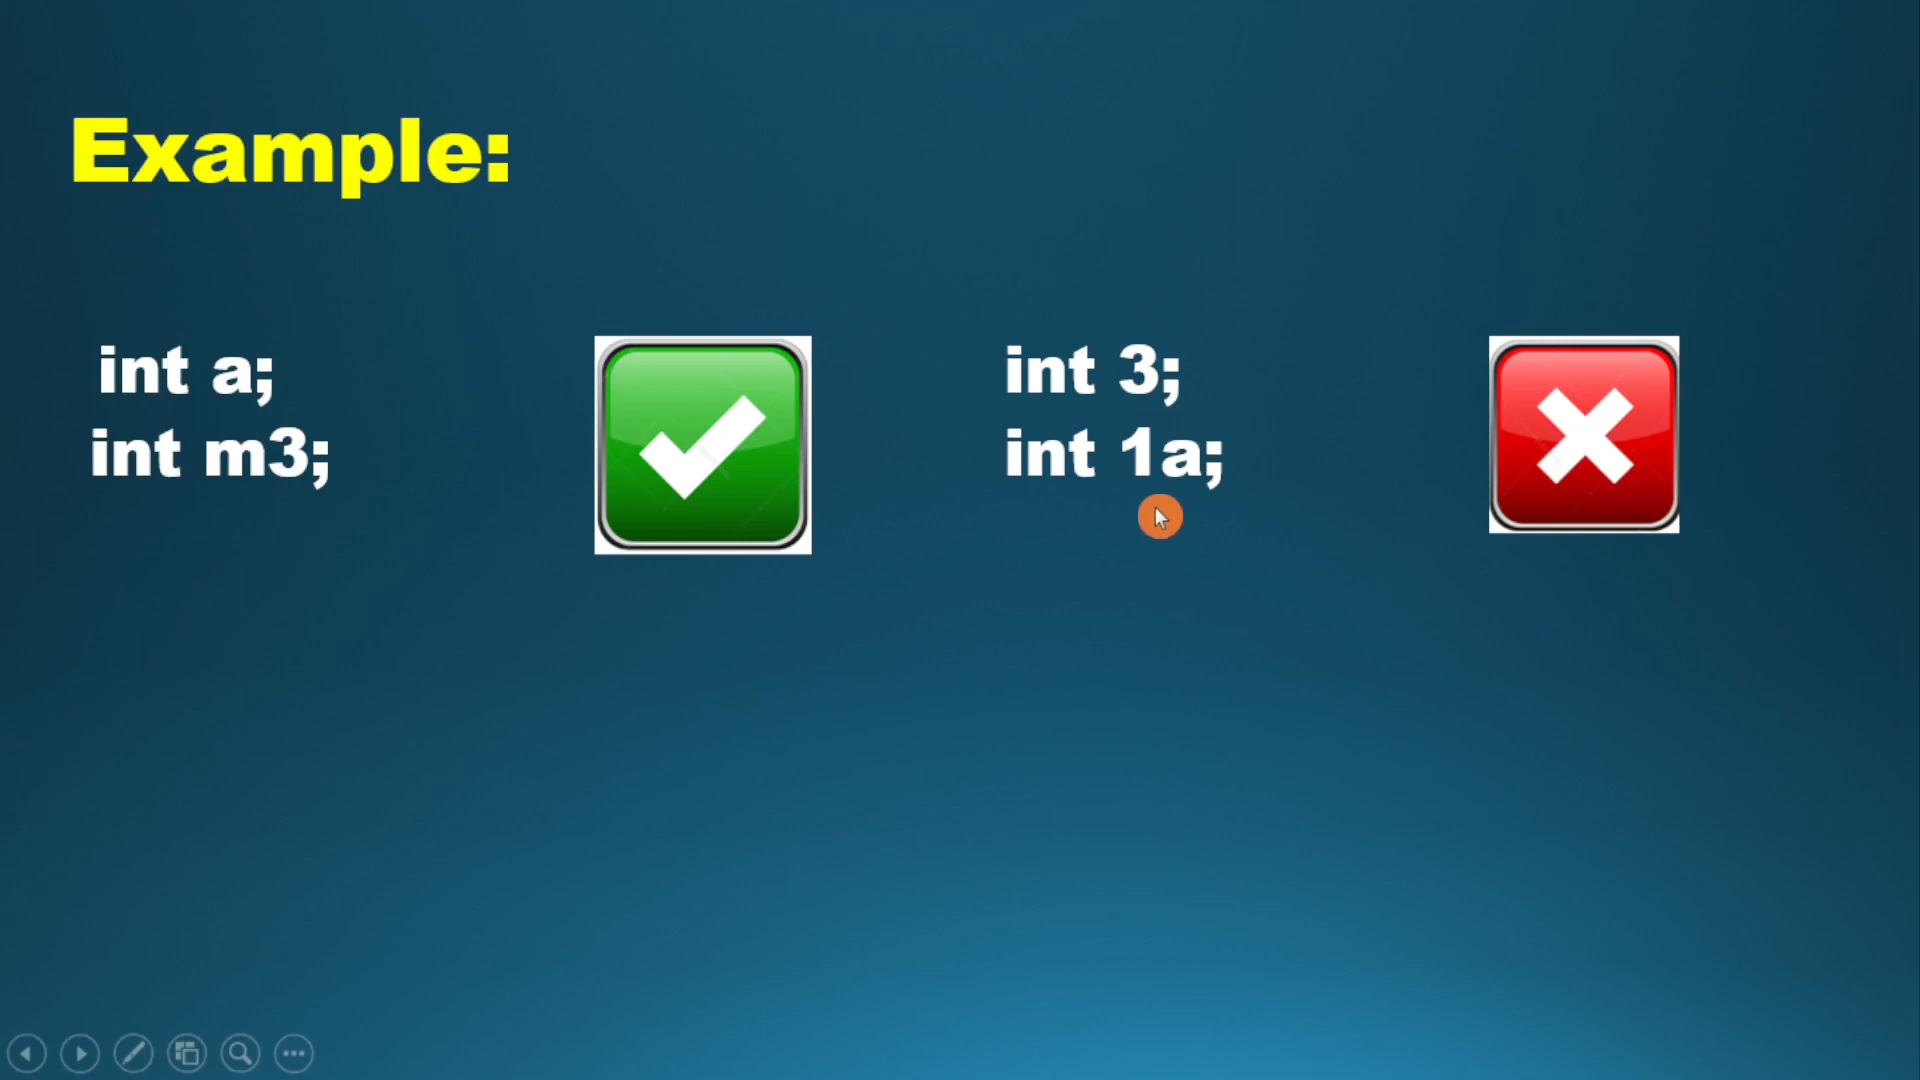 Example:
int a;
int m3;
int 3;
int 1a;